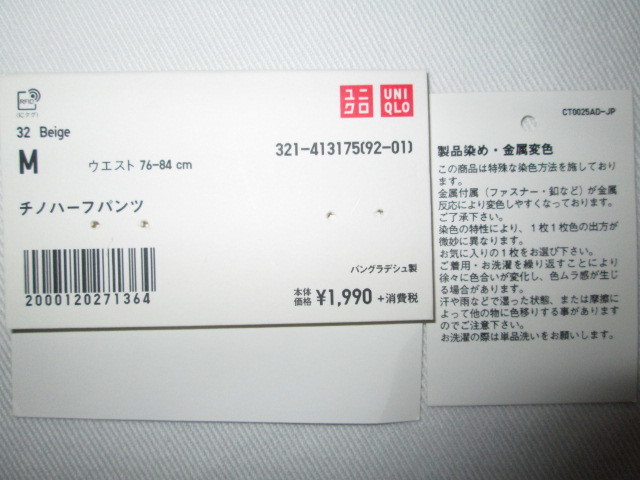 RFID
(ICタグ)
ユニクロ
UNIQLO
32 Beige
M
ウエスト 76-84 cm
321-413175(92-01)
チノハーフパンツ
バングラデシュ製
2000120271364
本体価格 ¥1,990 +消費税
CT0025AD-JP
製品染め・金属変色
この商品は特殊な染色方法を施しており
ます。
金属付属(ファスナー・釦など)が金属
反応により変色しやすくなっております。
ご了承下さい。
染色の特性により、1枚1枚色の出方が
微妙に異なります。
お気に入りの1枚をお選び下さい。
ご着用・お洗濯を繰り返すことにより
徐々に色合いが変化し、色ムラ感が生じ
る場合があります。
汗や雨などで湿った状態、または摩擦に
よって他の物に色移りする事があります
のでご注意下さい。
お洗濯の際は単品洗いをお願いします。